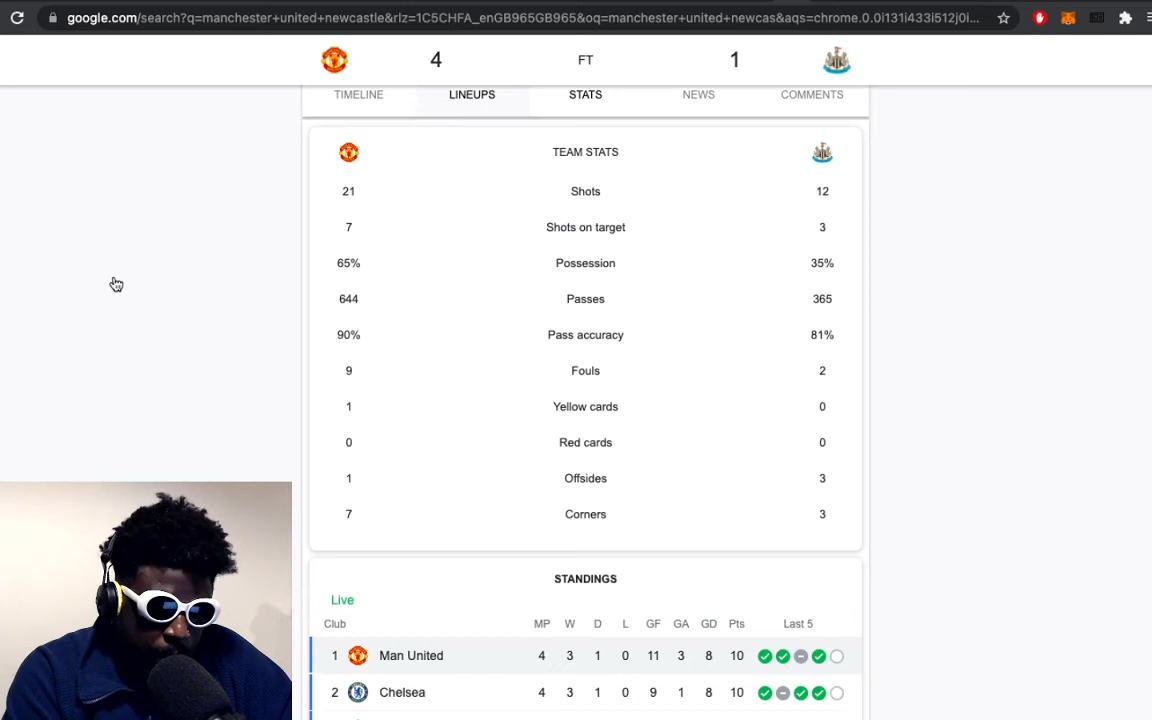 google.com/search?q=manchester+united+newcastle&rlz=1C5CHFA_enGB965GB965&oq=manchester+united+newcas&aqs=chrome.0.0i131i433i512j0i...
4 FT 1
TIMELINE LINEUPS STATS NEWS COMMENTS
TEAM STATS
21 Shots 12
7 Shots on target 3
65% Possession 35%
644 Passes 365
90% Pass accuracy 81%
9 Fouls 2
1 Yellow cards 0
0 Red cards 0
1 Offsides 3
7 Corners 3
STANDINGS
Live
Club MP W D L GF GA GD Pts Last 5
1 Man United 4 3 1 0 11 3 8 10
2 Chelsea 4 3 1 0 9 1 8 10